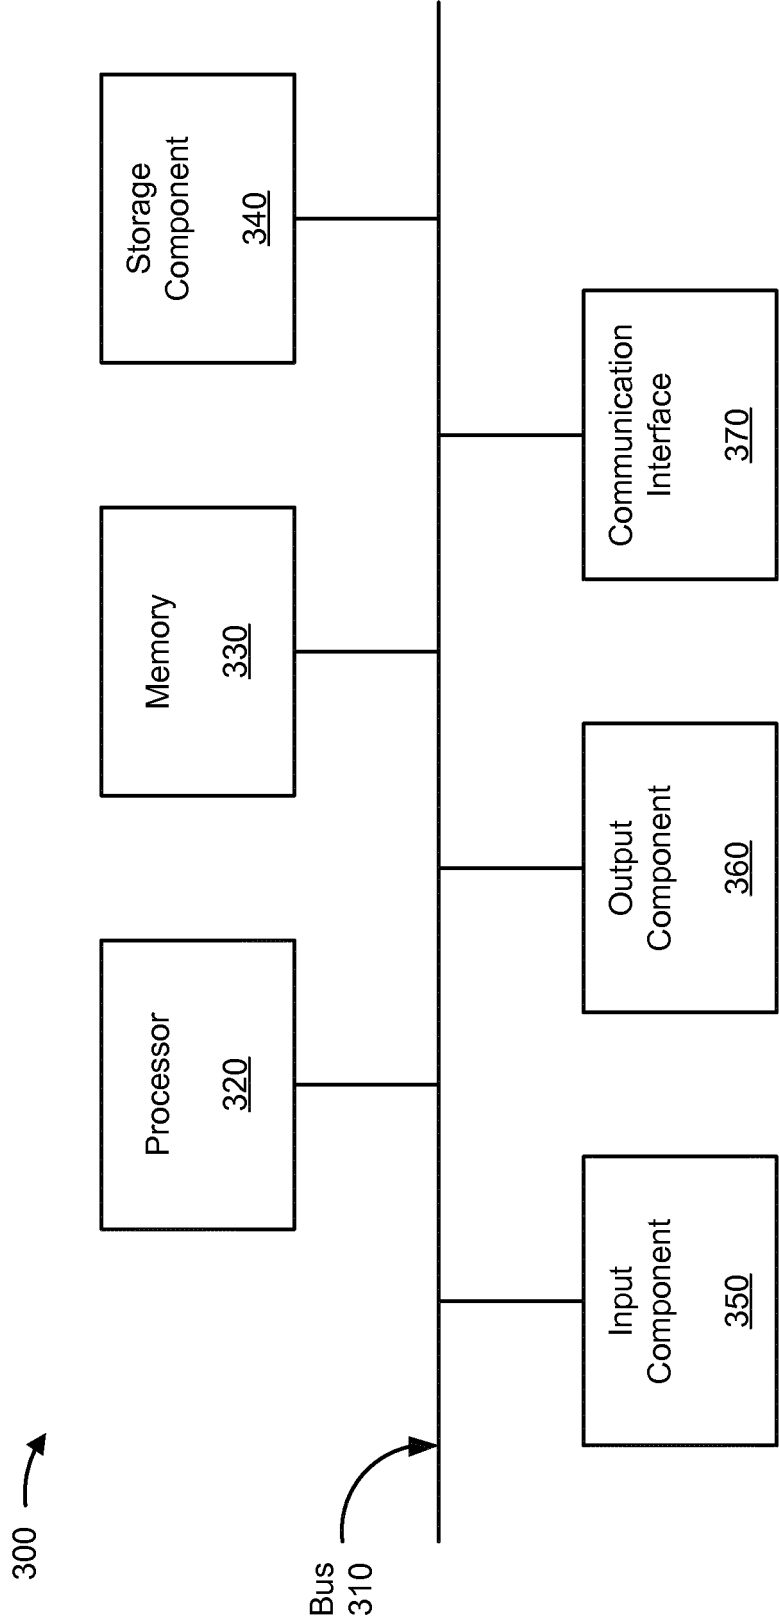 300
Processor
320
Memory
330
Storage
Component
340
Bus
310
Input
Component
350
Output
Component
360
Communication
Interface
370